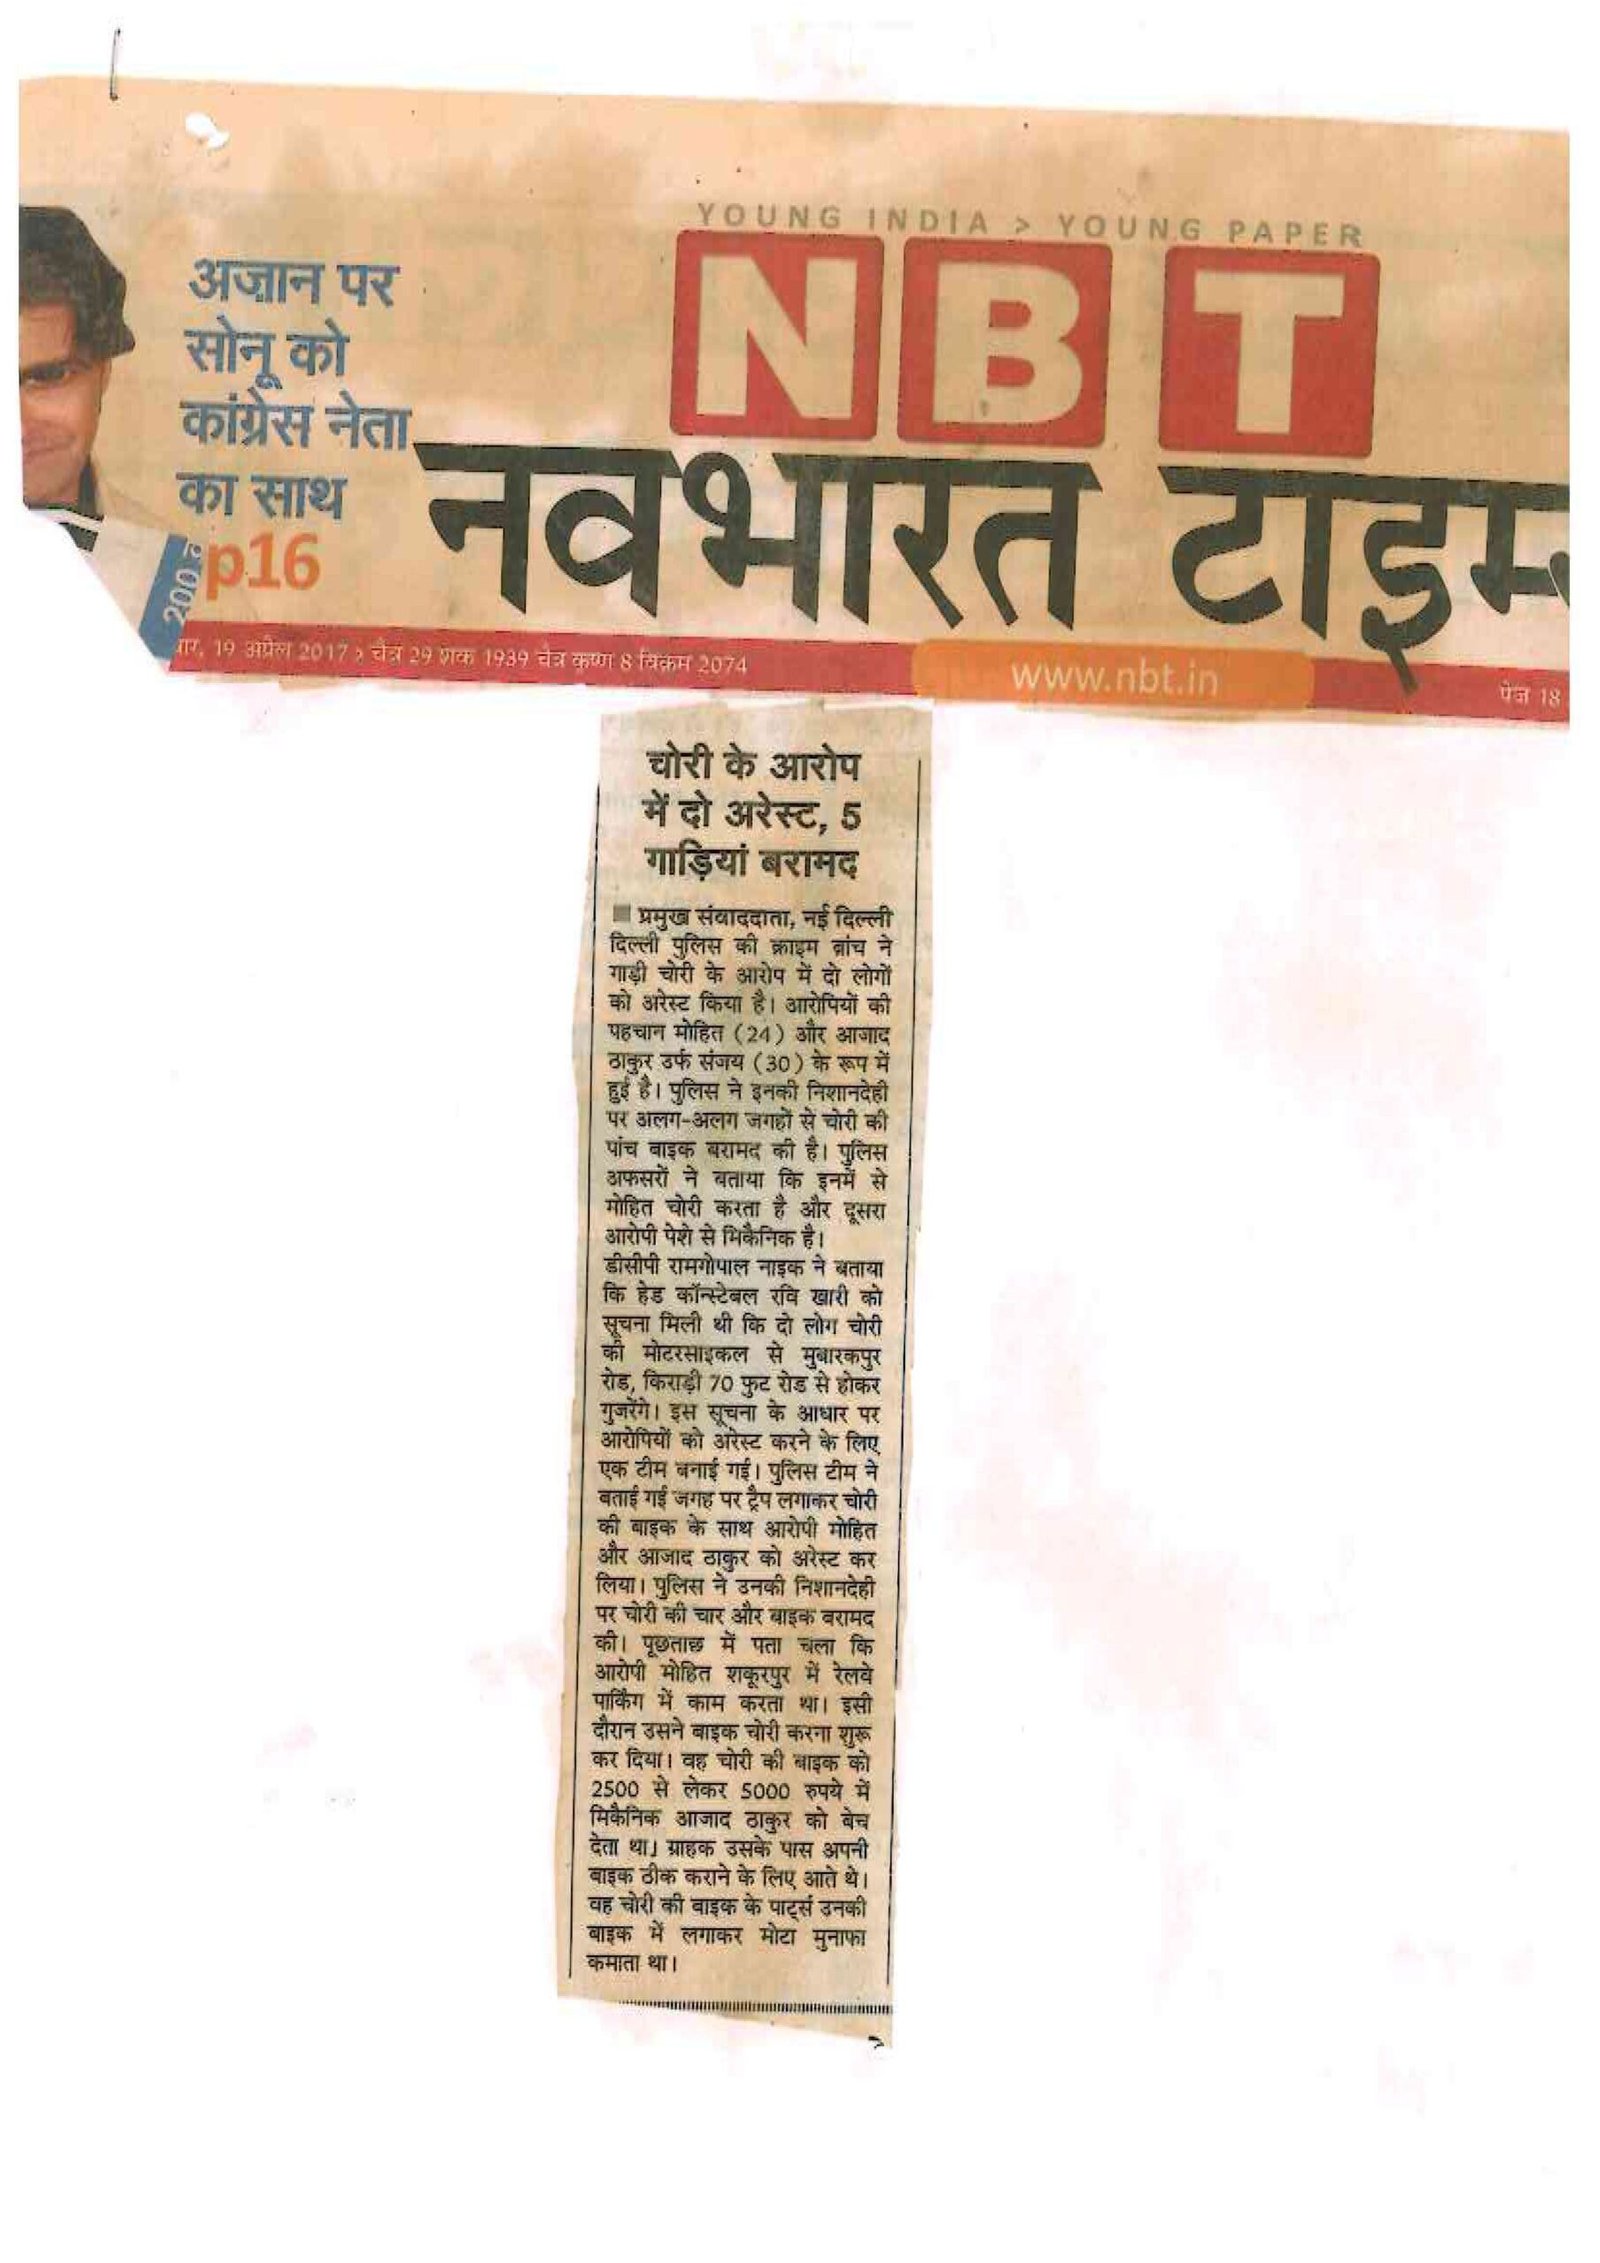 YOUNG INDIA > YOUNG PAPER
NBT
अज़ान पर
सोनू को
कांग्रेस नेता
का साथ
p16
200
नवभारत टाइम्स
वार, 19 अप्रैल 2017 > चैत्र 29 शक 1939 चैत्र कृष्ण 8 विक्रम 2074
www.nbt.in
पेज 18
चोरी के आरोप
में दो अरेस्ट, 5
गाड़ियां बरामद
■ प्रमुख संवाददाता, नई दिल्ली
दिल्ली पुलिस की क्राइम ब्रांच ने
गाड़ी चोरी के आरोप में दो लोगों
को अरेस्ट किया है। आरोपियों की
पहचान मोहित (24) और आजाद
ठाकुर उर्फ संजय (30) के रूप में
हुई है। पुलिस ने इनकी निशानदेही
पर अलग-अलग जगहों से चोरी की
पांच बाइक बरामद की है। पुलिस
अफसरों ने बताया कि इनमें से
मोहित चोरी करता है और दूसरा
आरोपी पेशे से मिकैनिक है।
डीसीपी रामगोपाल नाइक ने बताया
कि हेड कॉन्स्टेबल रवि खारी को
सूचना मिली थी कि दो लोग चोरी
की मोटरसाइकल से मुबारकपुर
रोड, किराड़ी 70 फुट रोड से होकर
गुजरेंगे। इस सूचना के आधार पर
आरोपियों को अरेस्ट करने के लिए
एक टीम बनाई गई। पुलिस टीम ने
बताई गई जगह पर ट्रैप लगाकर चोरी
की बाइक के साथ आरोपी मोहित
और आजाद ठाकुर को अरेस्ट कर
लिया। पुलिस ने उनकी निशानदेही
पर चोरी की चार और बाइक बरामद
की। पूछताछ में पता चला कि
आरोपी मोहित शकूरपुर में रेलवे
पार्किंग में काम करता था। इसी
दौरान उसने बाइक चोरी करना शुरू
कर दिया। वह चोरी की बाइक को
2500 से लेकर 5000 रुपये में
मिकैनिक आजाद ठाकुर को बेच
देता था। ग्राहक उसके पास अपनी
बाइक ठीक कराने के लिए आते थे।
वह चोरी की बाइक के पार्ट्स उनकी
बाइक में लगाकर मोटा मुनाफा
कमाता था।